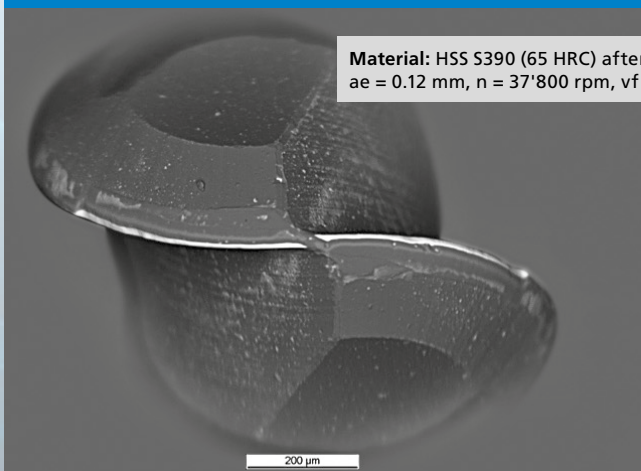 Material: HSS S390 (65 HRC) after
ae = 0.12 mm, n = 37'800 rpm, vf
200 µm